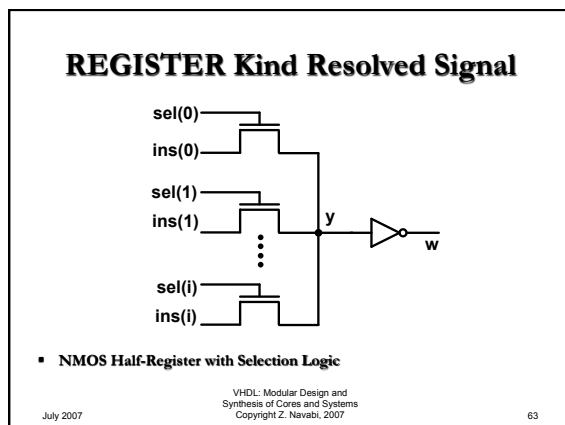 REGISTER Kind Resolved Signal
sel(0)
ins(0)
sel(1)
ins(1)
y
w
sel(i)
ins(i)
▪ NMOS Half-Register with Selection Logic
July 2007
VHDL: Modular Design and
Synthesis of Cores and Systems
Copyright Z. Navabi, 2007
63